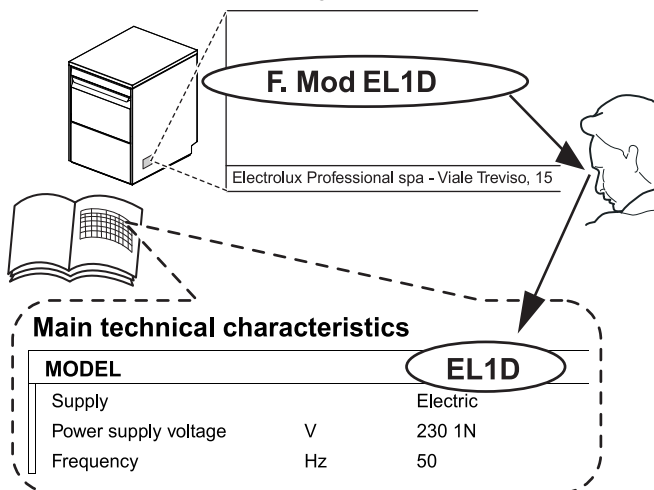 F. Mod EL1D
Electrolux Professional spa - Viale Treviso, 15
Main technical characteristics
MODEL EL1D
Supply Electric
Power supply voltage V 230 1N
Frequency Hz 50